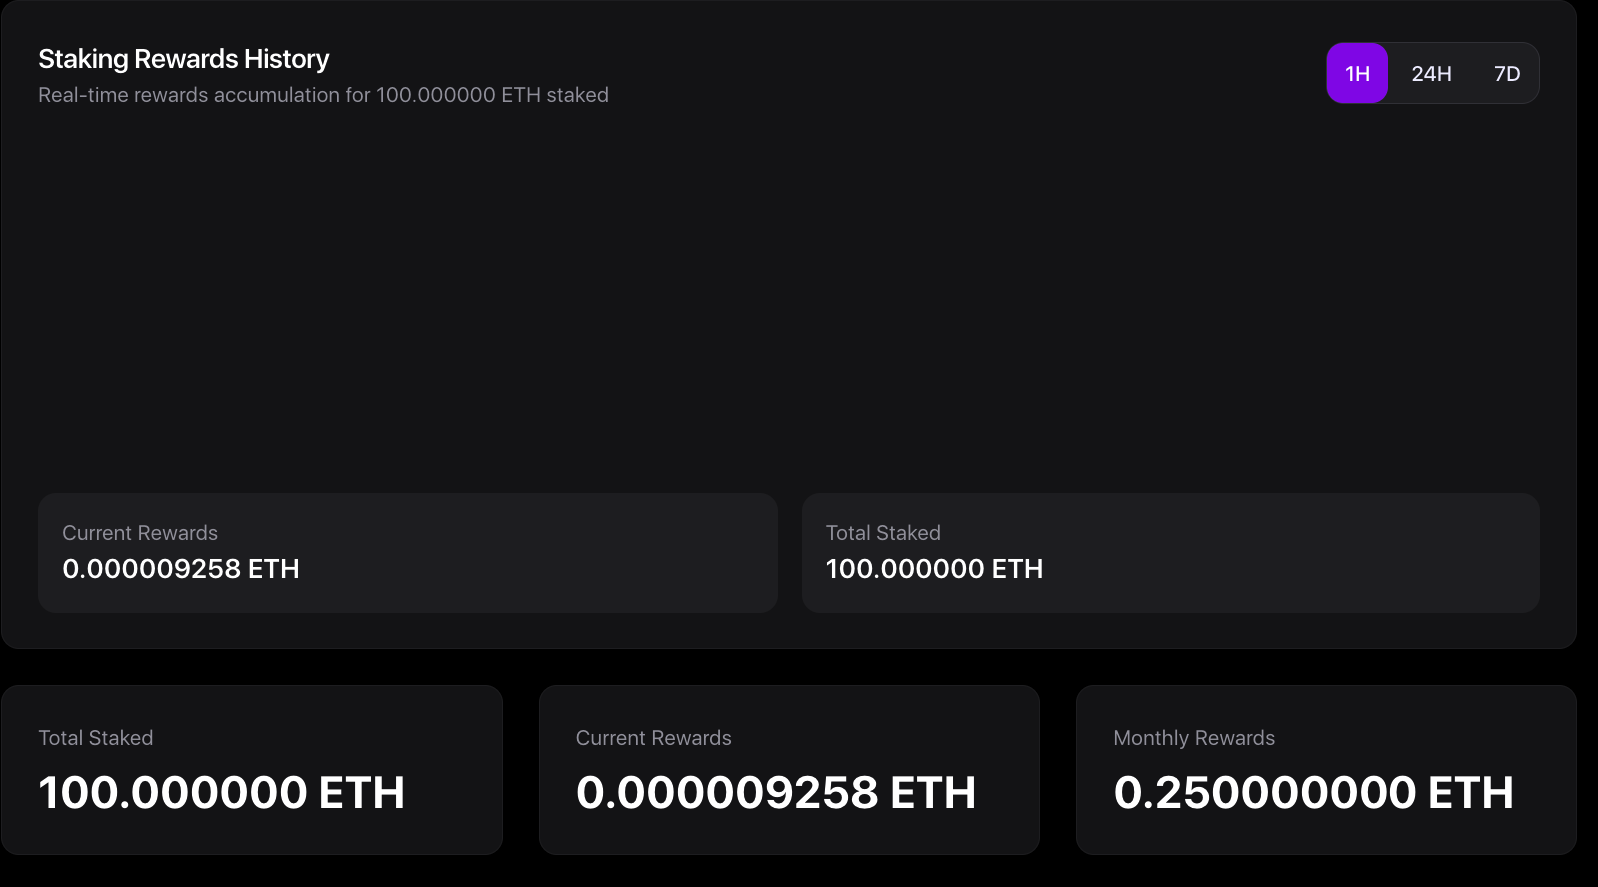 Staking Rewards History
Real-time rewards accumulation for 100.000000 ETH staked
1H 24H 7D
Current Rewards
0.000009258 ETH
Total Staked
100.000000 ETH
Total Staked
100.000000 ETH
Current Rewards
0.000009258 ETH
Monthly Rewards
0.250000000 ETH